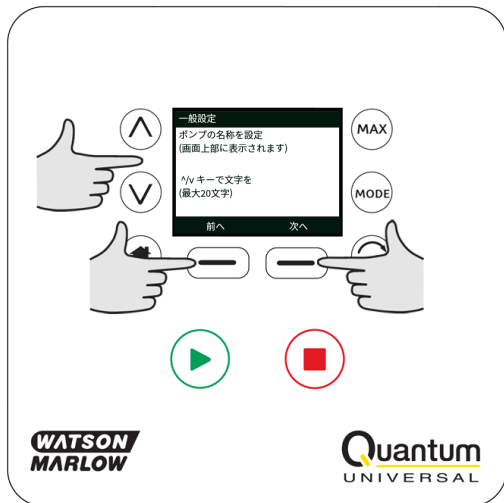 一般設定
ポンプの名称を設定
(画面上部に表示されます)
^/v キーで文字を
(最大20文字)
前へ 次へ
MAX
MODE
WATSON
MARLOW
Quantum
UNIVERSAL